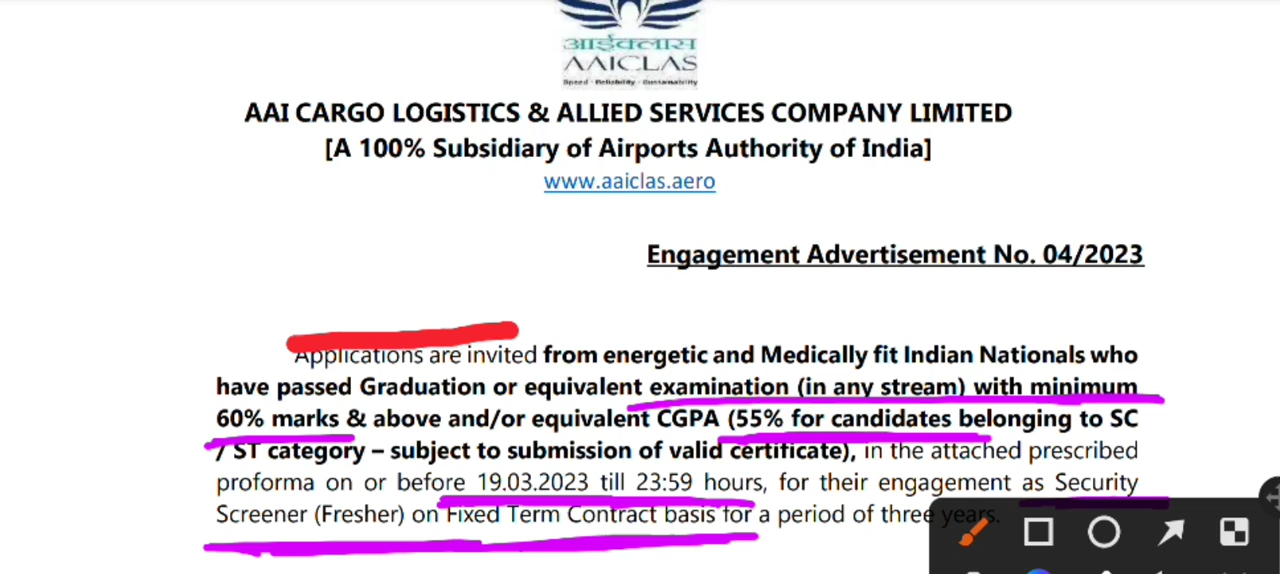 आईक्लास
AAICLAS
Speed - Reliability - Sustainability
AAI CARGO LOGISTICS & ALLIED SERVICES COMPANY LIMITED
[A 100% Subsidiary of Airports Authority of India]
www.aaiclas.aero
Engagement Advertisement No. 04/2023
Applications are invited from energetic and Medically fit Indian Nationals who
have passed Graduation or equivalent examination (in any stream) with minimum
60% marks & above and/or equivalent CGPA (55% for candidates belonging to SC
/ ST category – subject to submission of valid certificate), in the attached prescribed
proforma on or before 19.03.2023 till 23:59 hours, for their engagement as Security
Screener (Fresher) on Fixed Term Contract basis for a period of three years.